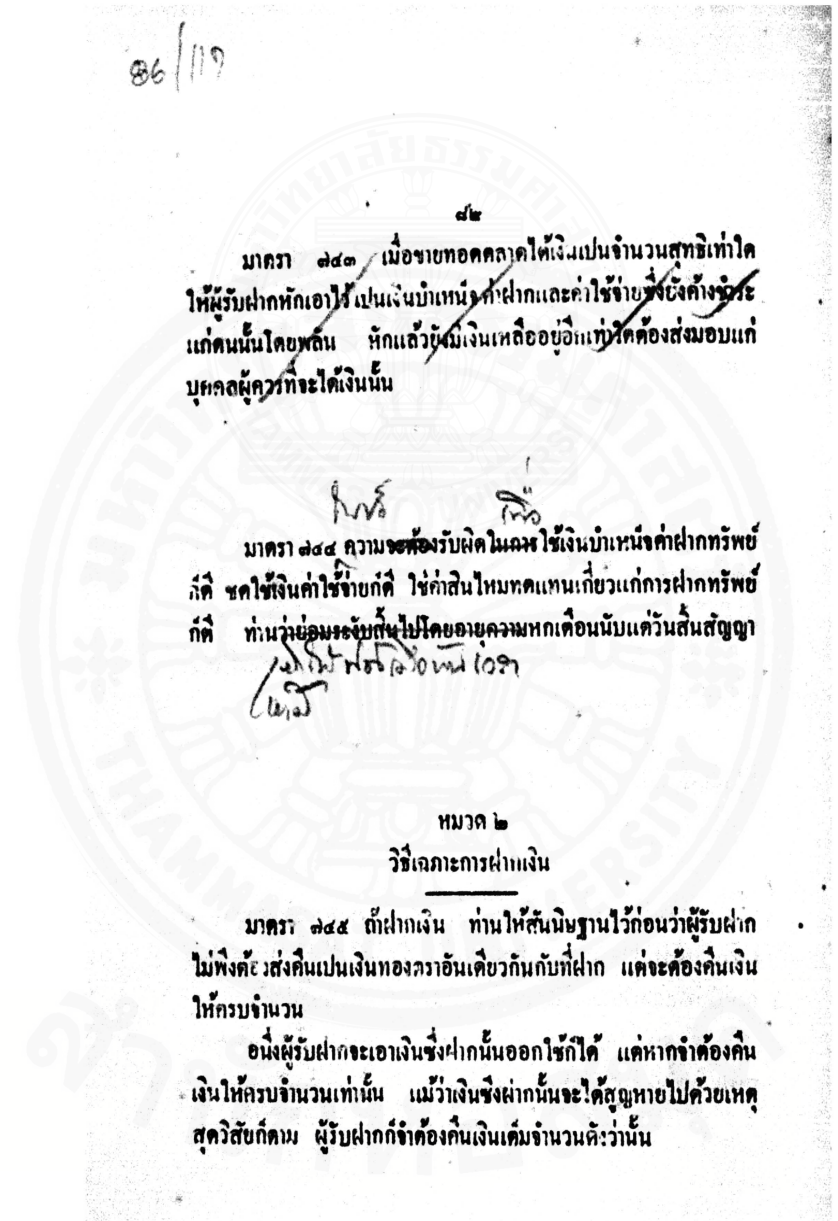 86/117
๘๒
มาตรา ๗๔๓ เมื่อขายทอดตลาดได้เงินเปนจำนวนสุทธิเท่าใด
ให้ผู้รับฝากหักเอาไว้เปนเงินบำเหน็จค่าฝากและค่าใช้จ่ายซึ่งยังค้างชำระ
แก่ตนนั้นโดยพลัน หักแล้วยังมีเงินเหลืออยู่อีกเท่าใดต้องส่งมอบแก่
บุคคลผู้ควรที่จะได้เงินนั้น
เพื่อ
มาตรา ๗๔๔ ความจะต้องรับผิดในการใช้เงินบำเหน็จค่าฝากทรัพย์
ก็ดี ชดใช้เงินค่าใช้จ่ายก็ดี ใช้ค่าสินไหมทดแทนเกี่ยวแก่การฝากทรัพย์
ก็ดี ท่านว่าย่อมระงับสิ้นไปโดยอายุความหกเดือนนับแต่วันสิ้นสัญญา
หมวด ๒
วิธีเฉภาะการฝากเงิน
มาตรา ๗๔๕ ถ้าฝากเงิน ท่านให้สันนิษฐานไว้ก่อนว่าผู้รับฝาก
ไม่พึงต้องส่งคืนเปนเงินทองตราอันเดียวกันกับที่ฝาก แต่จะต้องคืนเงิน
ให้ครบจำนวน
อนึ่งผู้รับฝากจะเอาเงินซึ่งฝากนั้นออกใช้ก็ได้ แต่หากจำต้องคืน
เงินให้ครบจำนวนเท่านั้น แม้ว่าเงินซึ่งฝากนั้นจะได้สูญหายไปด้วยเหตุ
สุดวิสัยก็ตาม ผู้รับฝากก็จำต้องคืนเงินเต็มจำนวนดังว่านั้น